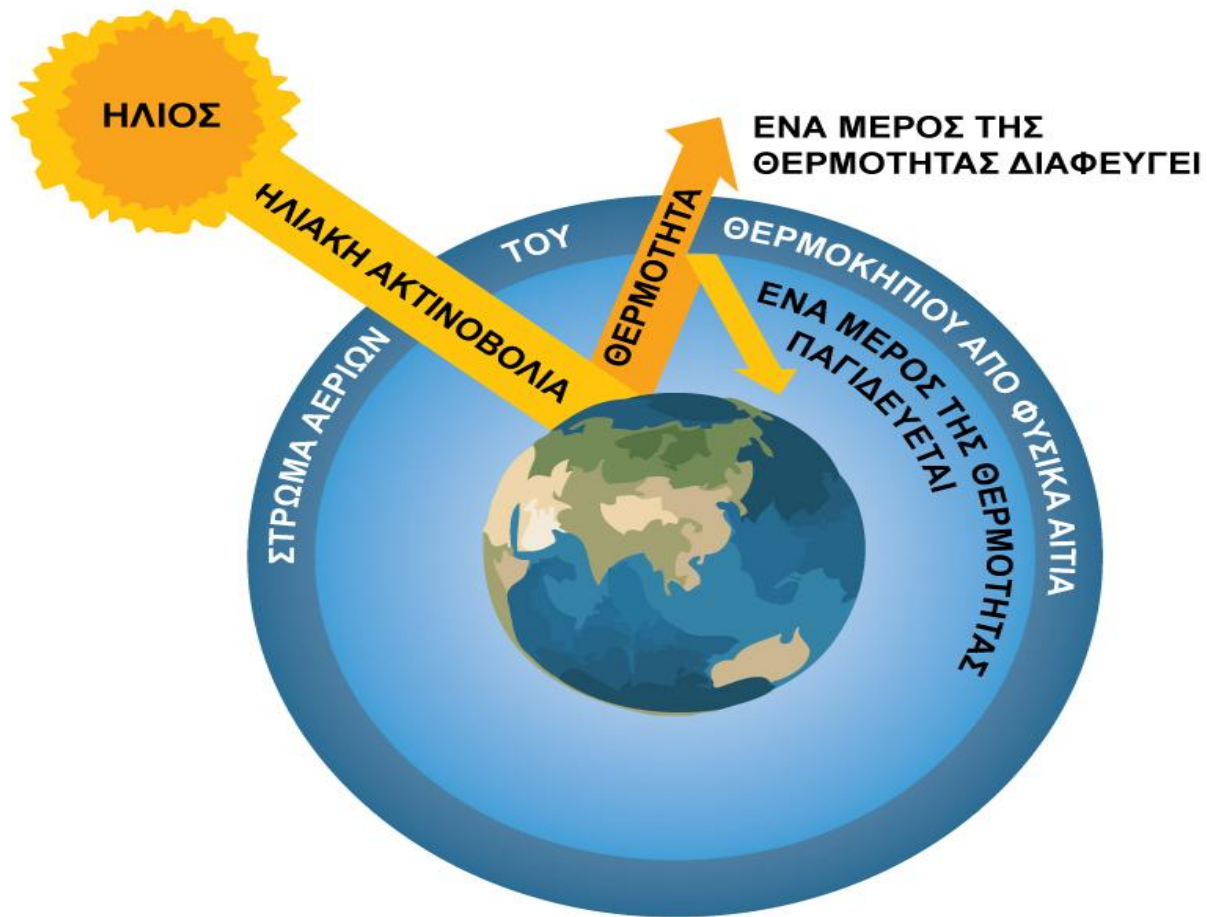 ΗΛΙΟΣ
ΗΛΙΑΚΗ ΑΚΤΙΝΟΒΟΛΙΑ
ΘΕΡΜΟΤΗΤΑ
ΕΝΑ ΜΕΡΟΣ ΤΗΣ
ΘΕΡΜΟΤΗΤΑΣ ΔΙΑΦΕΥΓΕΙ
ΣΤΡΩΜΑ ΑΕΡΙΩΝ ΤΟΥ ΘΕΡΜΟΚΗΠΙΟΥ ΑΠΟ ΦΥΣΙΚΑ ΑΙΤΙΑ
ΕΝΑ ΜΕΡΟΣ ΤΗΣ ΘΕΡΜΟΤΗΤΑΣ
ΠΑΓΙΔΕΥΕΤΑΙ